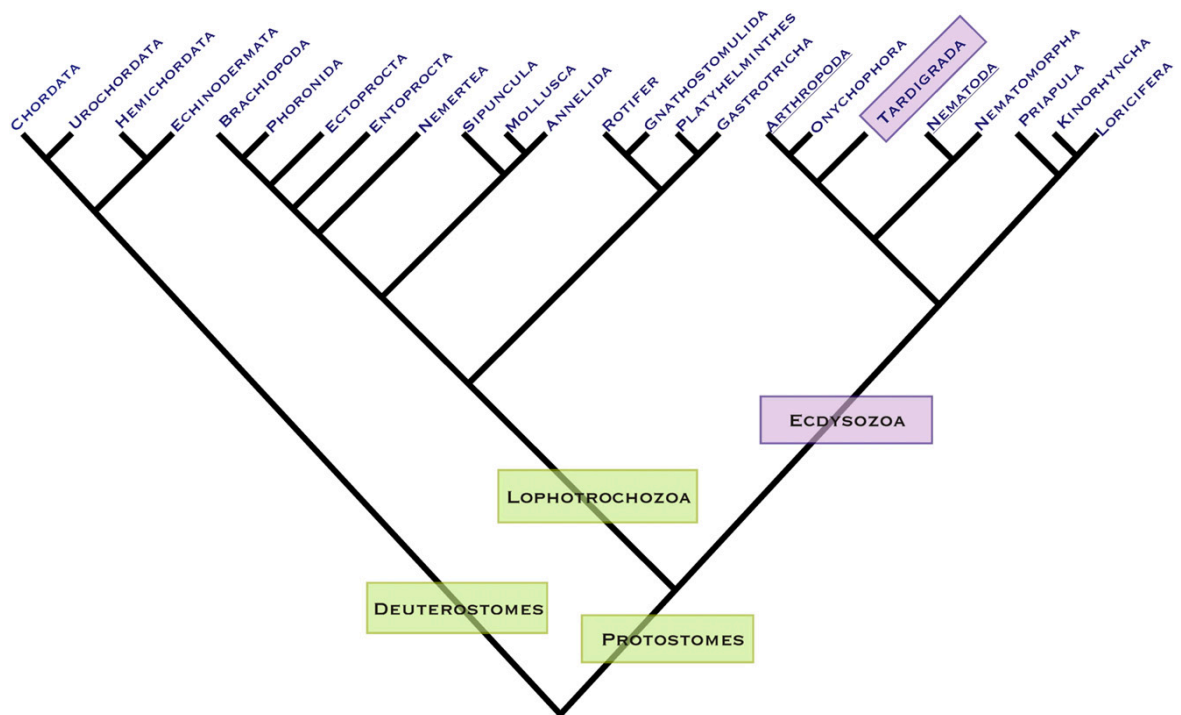 Chordata
Urochordata
Hemichordata
Echinodermata
Brachiopoda
Phoronida
Ectoprocta
Entoprocta
Nemertea
Sipuncula
Mollusca
Annelida
Rotifer
Gnathostomulida
Platyhelminthes
Gastrotricha
Arthropoda
Onychophora
Tardigrada
Nematoda
Nematomorpha
Priapula
Kinorhyncha
Loricifera
Ecdysozoa
Lophotrochozoa
Deuterostomes
Protostomes